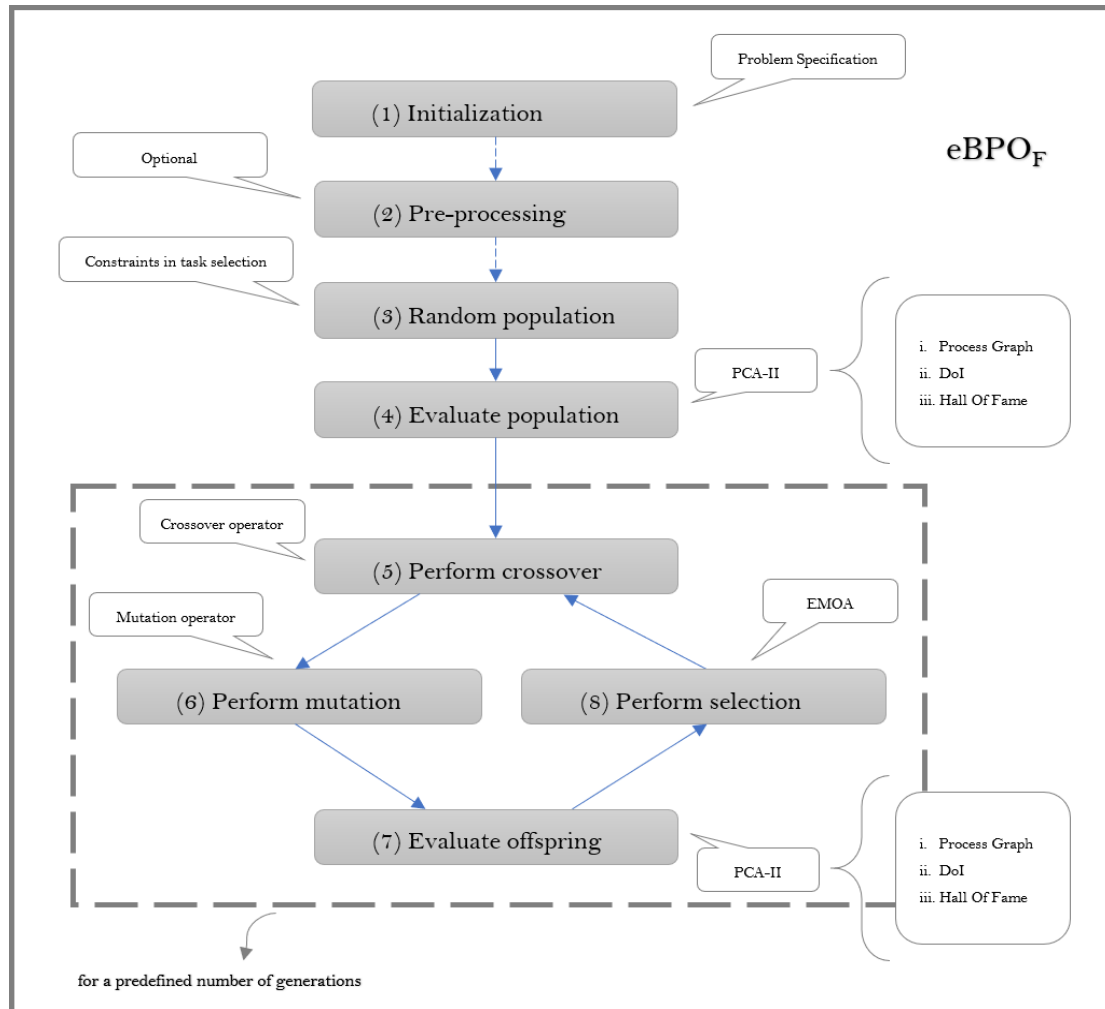 Problem Specification
(1) Initialization
eBPOF
Optional
(2) Pre-processing
Constraints in task selection
(3) Random population
PCA-II
i. Process Graph
ii. DoI
iii. Hall Of Fame
(4) Evaluate population
Crossover operator
(5) Perform crossover
Mutation operator
EMOA
(6) Perform mutation
(8) Perform selection
(7) Evaluate offspring
PCA-II
i. Process Graph
ii. DoI
iii. Hall Of Fame
for a predefined number of generations